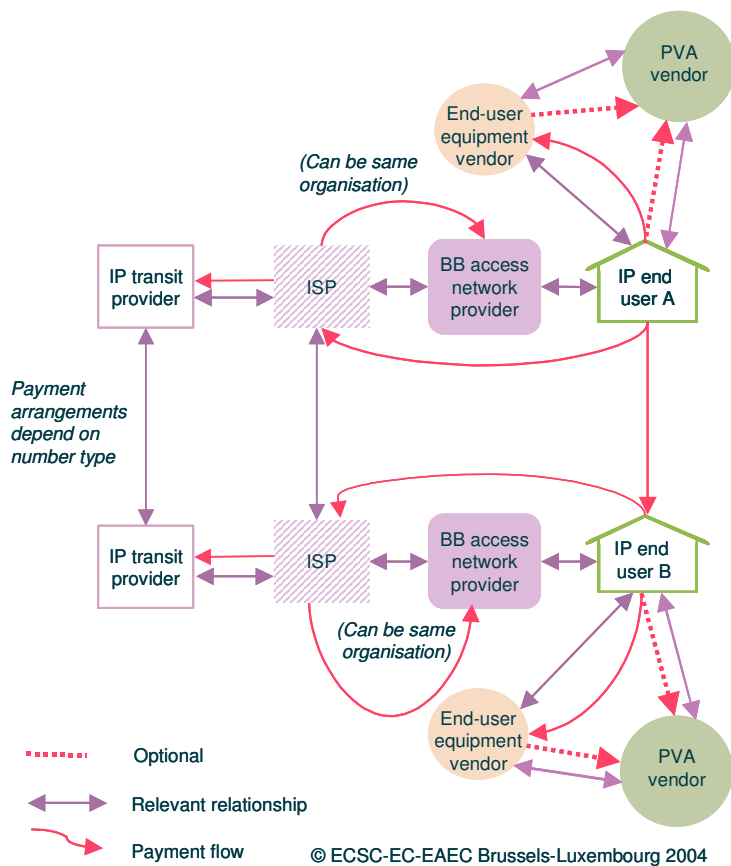 PVA
vendor
End-user
equipment
vendor
(Can be same
organisation)
IP transit
provider
ISP
BB access
network
provider
IP end
user A
Payment
arrangements
depend on
number type
IP transit
provider
ISP
BB access
network
provider
IP end
user B
(Can be same
organisation)
End-user
equipment
vendor
PVA
vendor
Optional
Relevant relationship
Payment flow
© ECSC-EC-EAEC Brussels-Luxembourg 2004